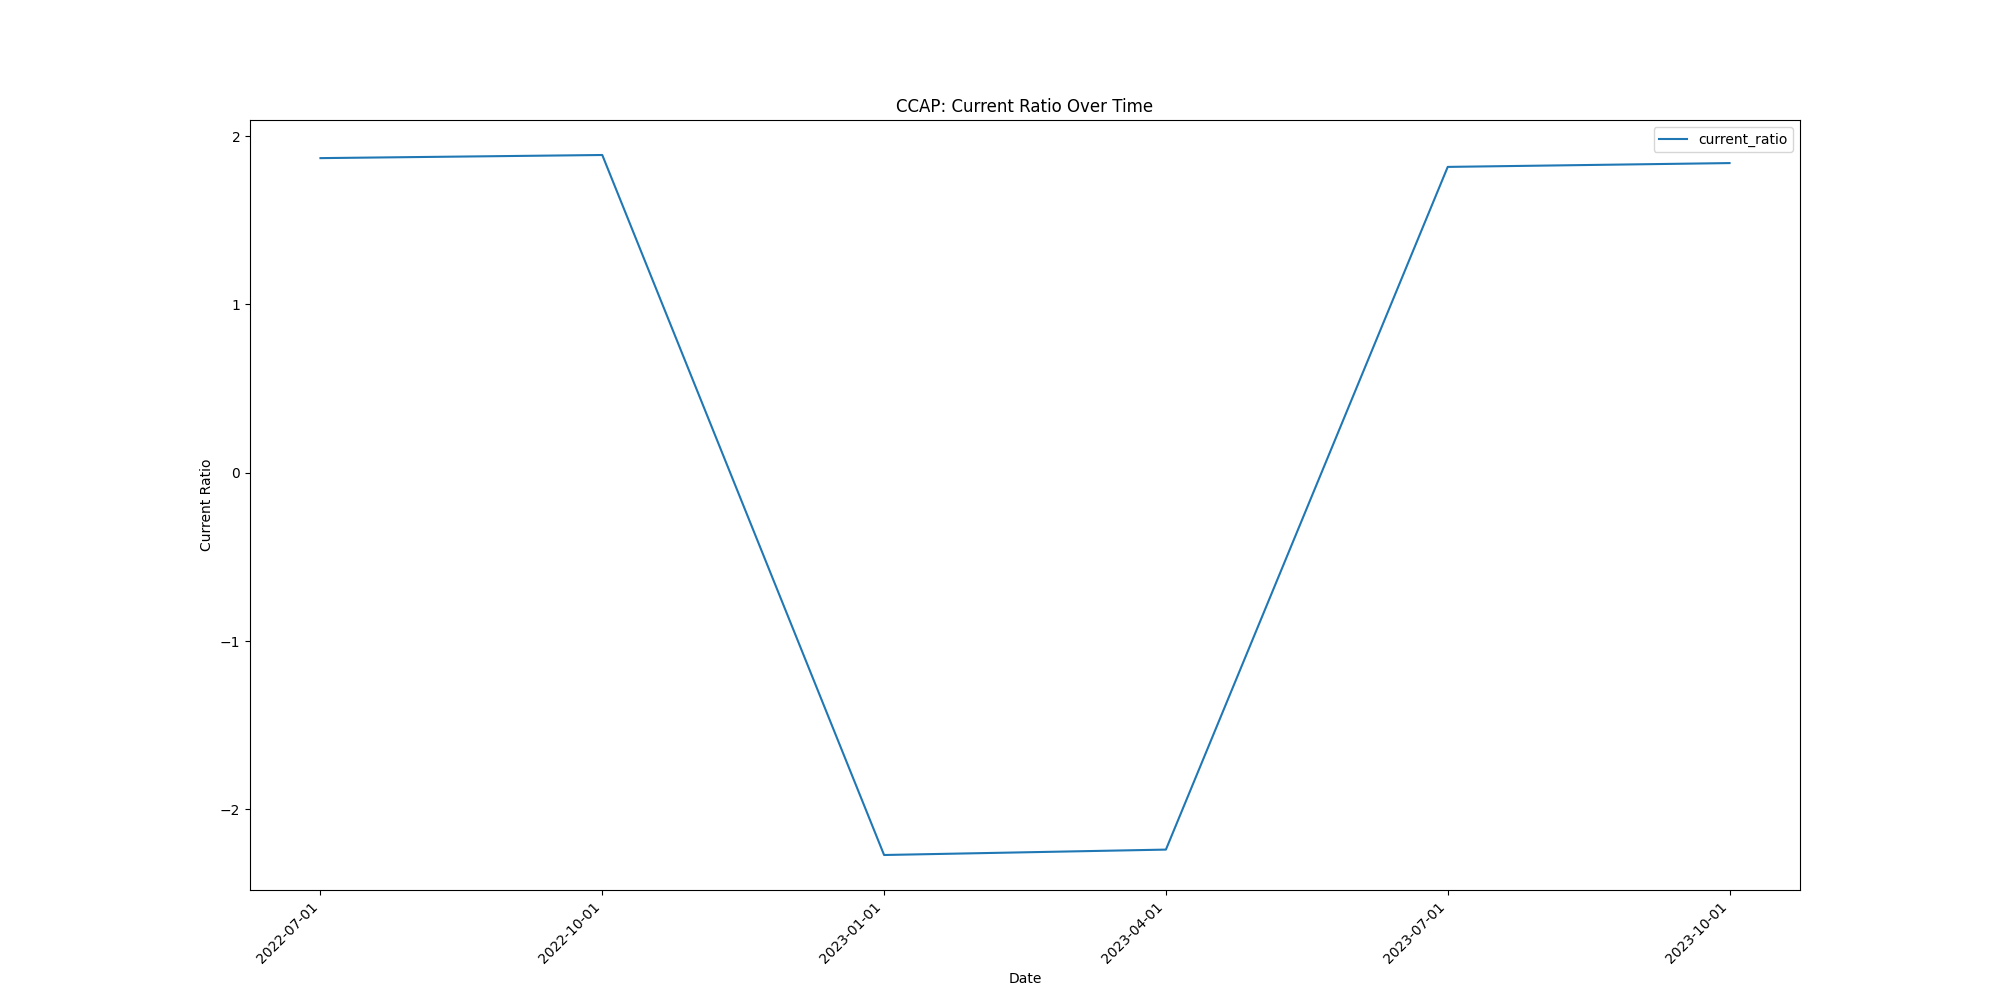 CCAP: Current Ratio Over Time
current_ratio
Current Ratio
2
1
0
−1
−2
2022-07-01
2022-10-01
2023-01-01
2023-04-01
2023-07-01
2023-10-01
Date